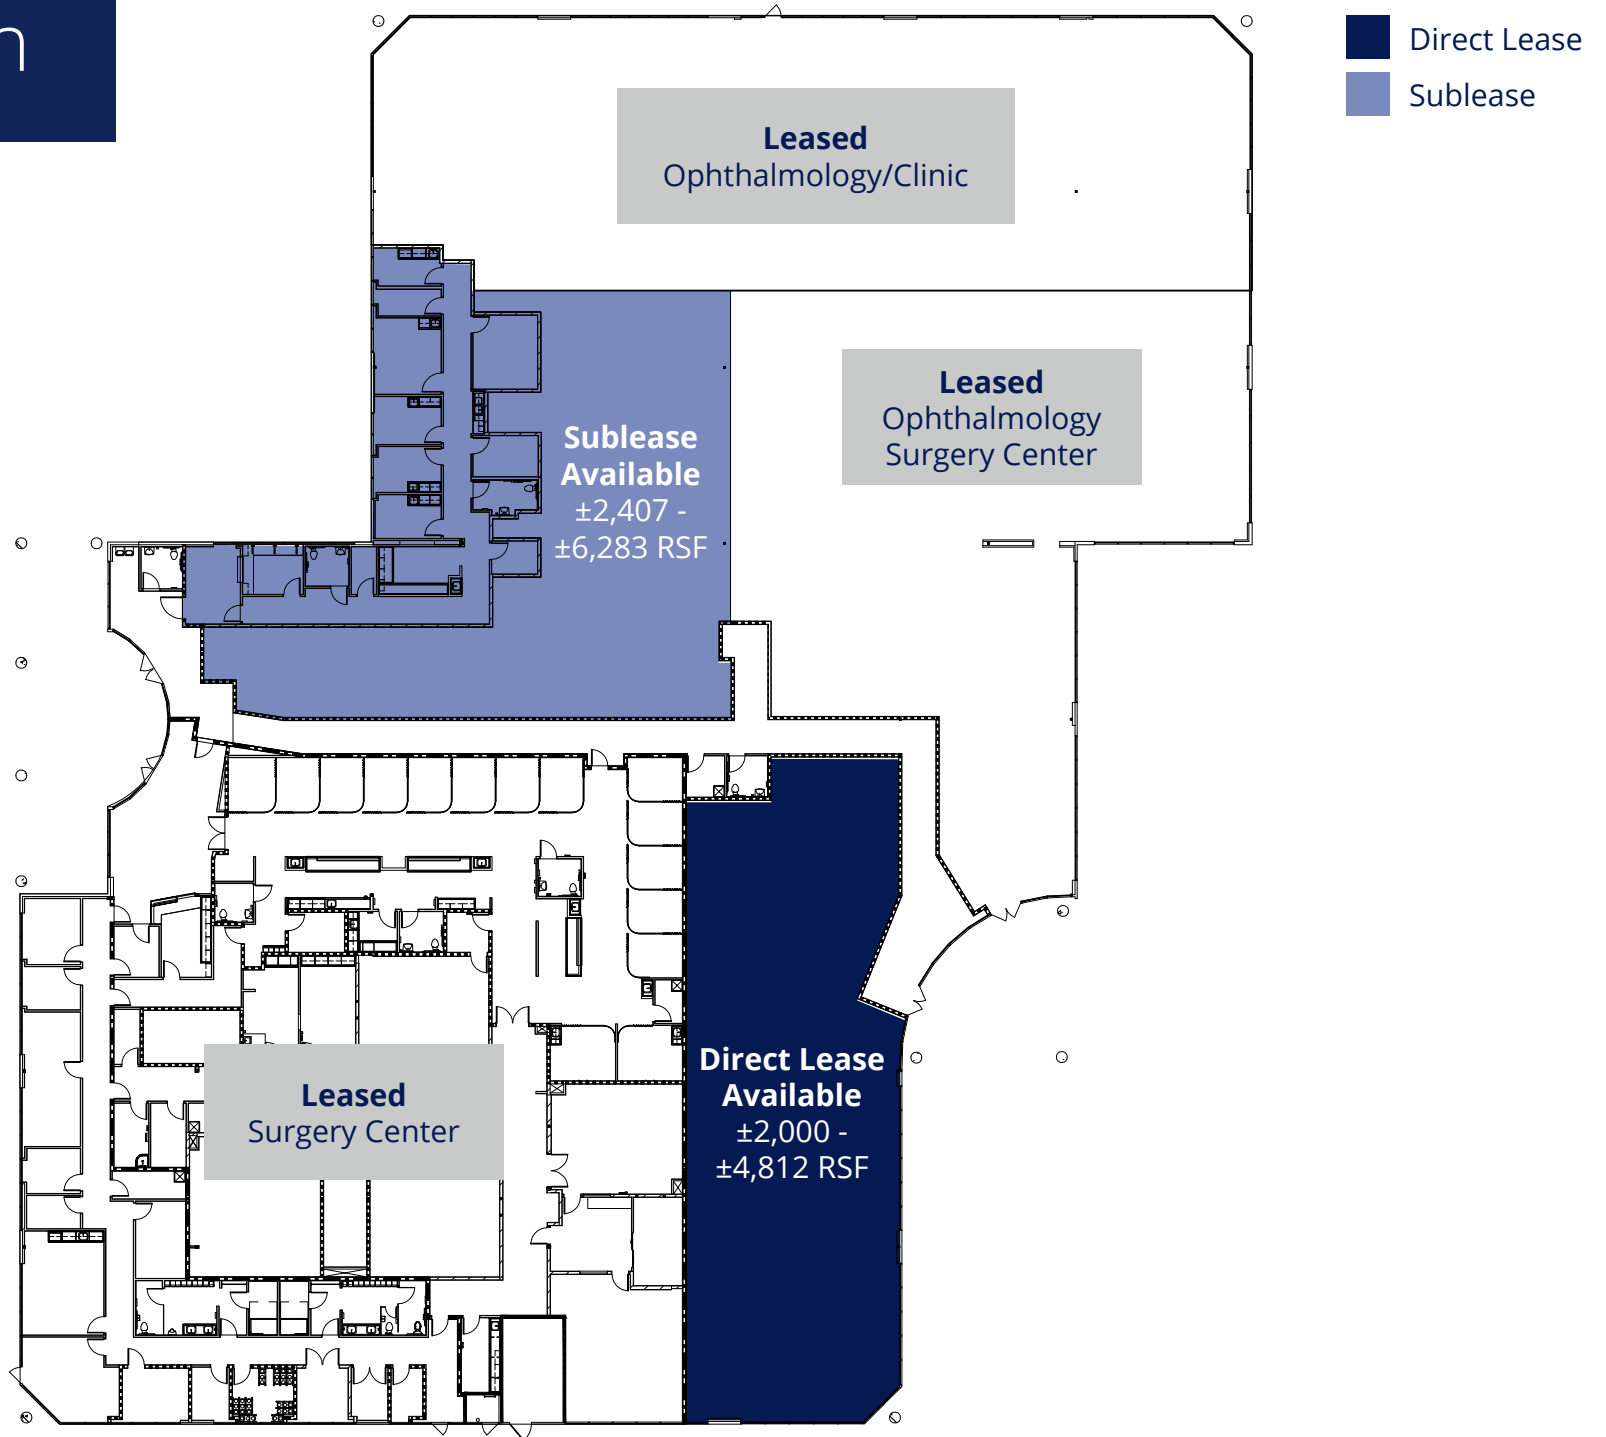 Direct Lease
Sublease
Leased
Ophthalmology/Clinic
Leased
Ophthalmology
Surgery Center
Sublease
Available
±2,407 -
±6,283 RSF
Direct Lease
Available
±2,000 -
±4,812 RSF
Leased
Surgery Center